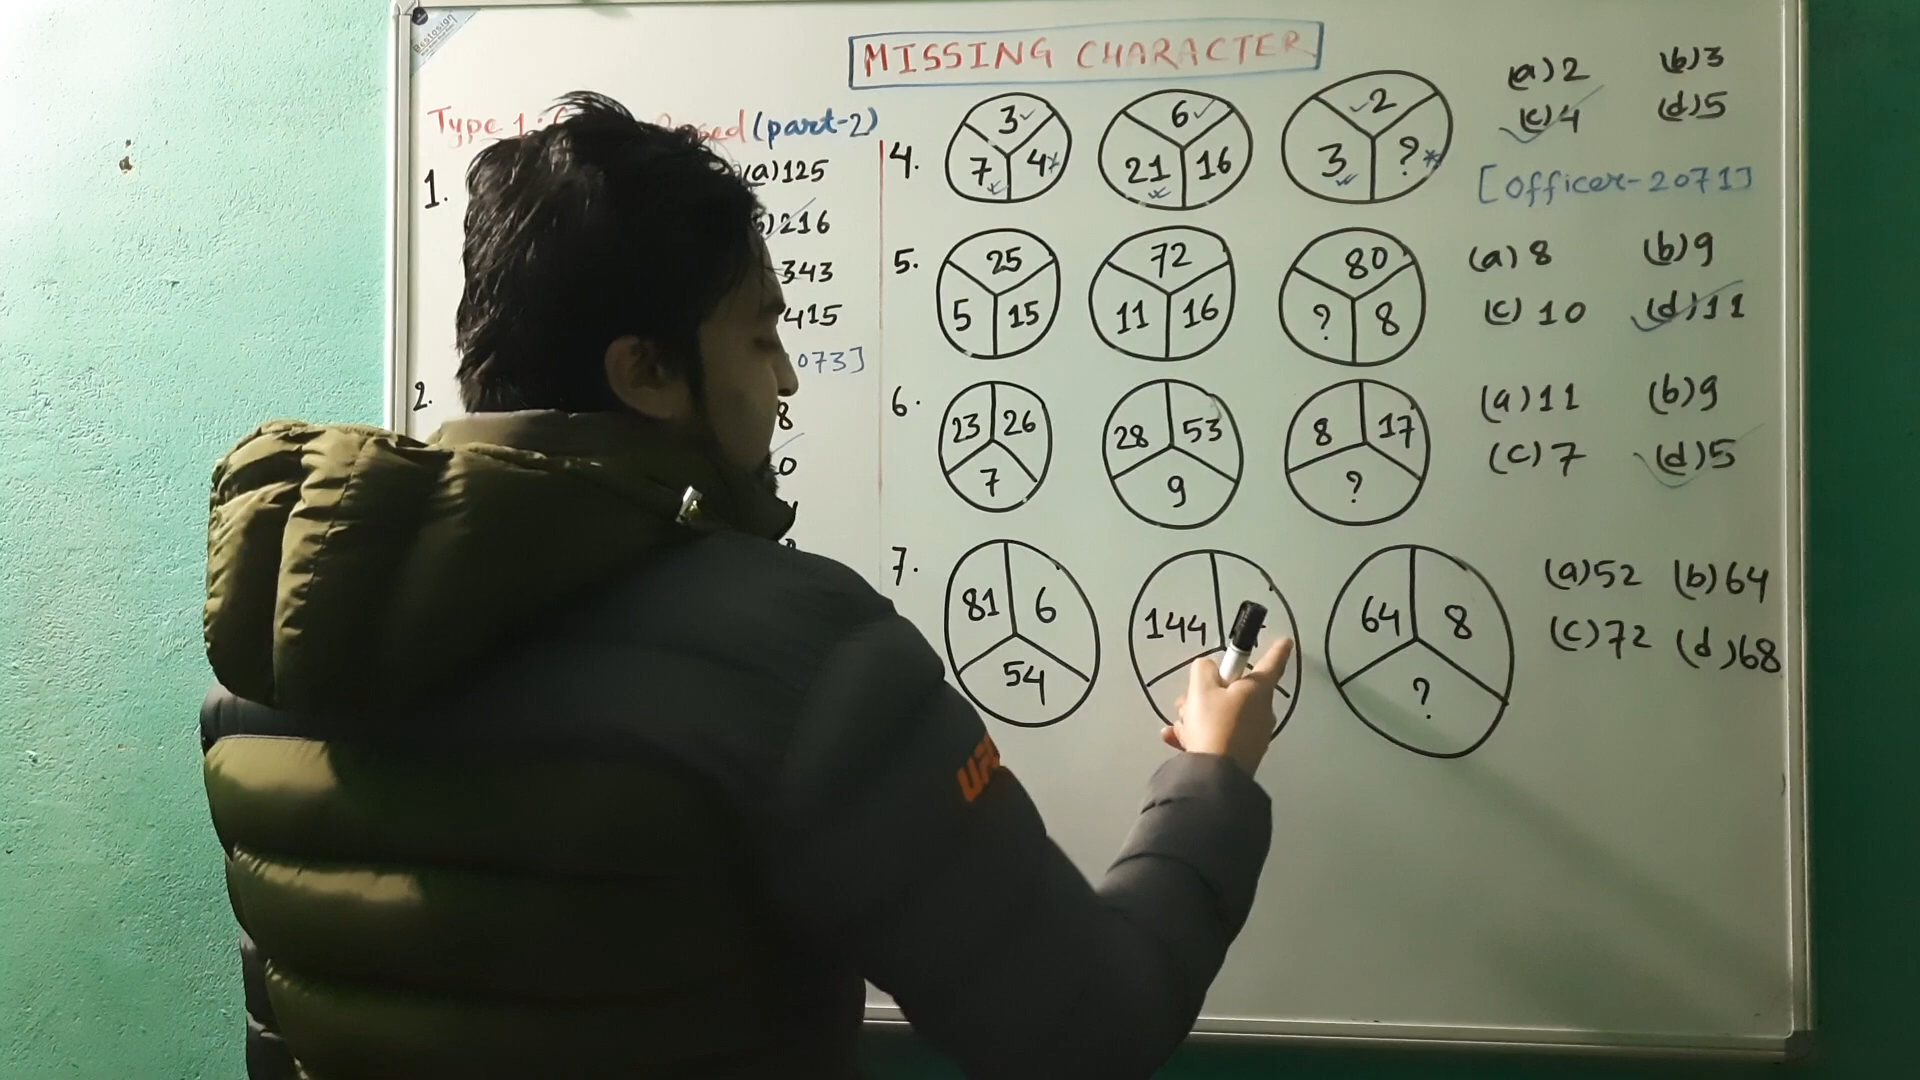 Bestosign
MISSING CHARACTER
Type 1: (part-2)
1.
(a) 125
216
343
415
073]
2.
8
0
4.
3
7 4
6
21 16
2
3 ?
(a) 2 (b) 3
(c) 4 (d) 5
[Officer-2071]
5.
25
5 15
72
11 16
80
? 8
(a) 8 (b) 9
(c) 10 (d) 11
6.
23 26
7
28 53
9
8 17
?
(a) 11 (b) 9
(c) 7 (d) 5
7.
81 6
54
144
64 8
?
(a) 52 (b) 64
(c) 72 (d) 68